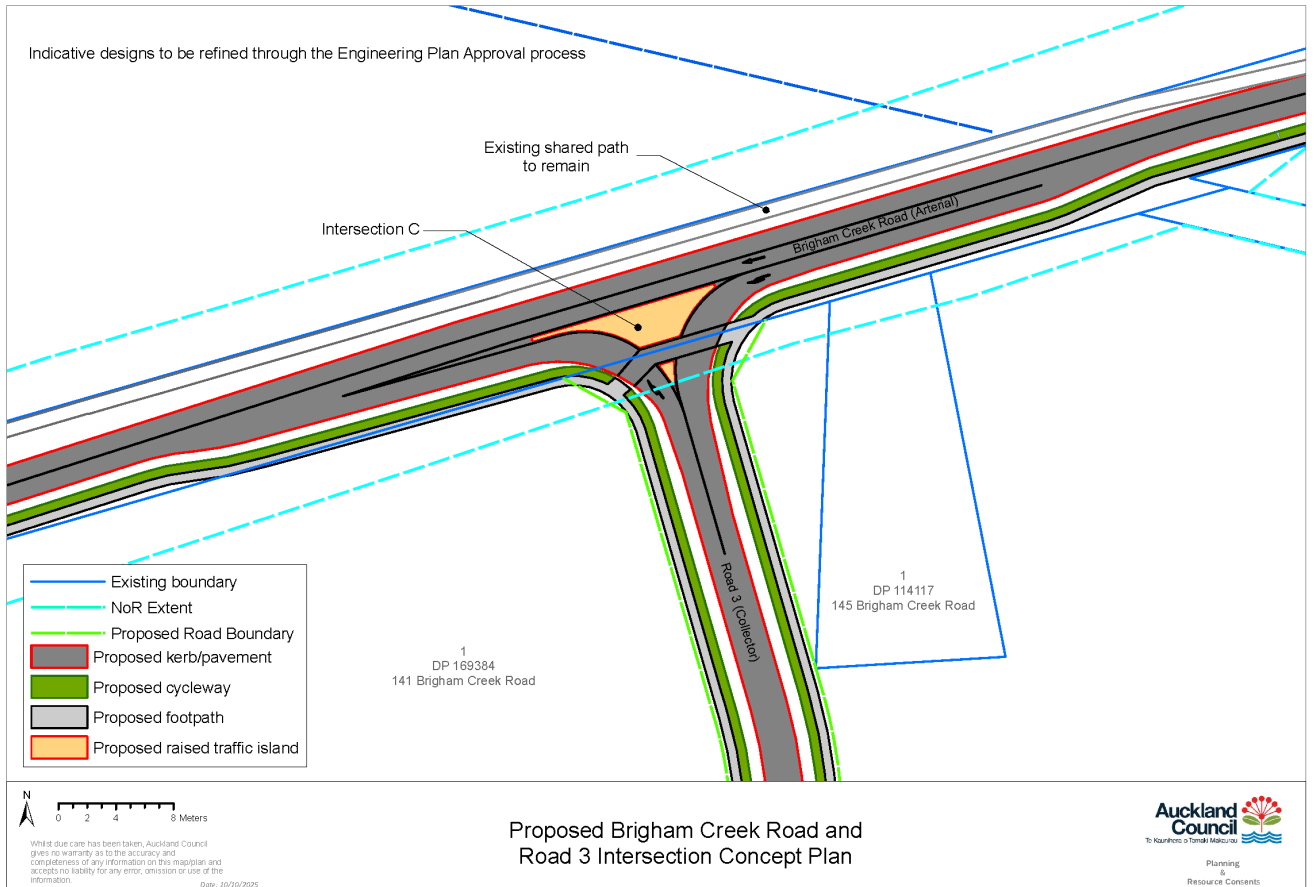 Indicative designs to be refined through the Engineering Plan Approval process
Existing shared path
to remain
Intersection C
Brigham Creek Road (Arterial)
Road 3 (Collector)
1
DP 114117
145 Brigham Creek Road
1
DP 169384
141 Brigham Creek Road
Existing boundary
NoR Extent
Proposed Road Boundary
Proposed kerb/pavement
Proposed cycleway
Proposed footpath
Proposed raised traffic island
N
0 2 4 8 Meters
Whilst due care has been taken, Auckland Council
gives no warranty as to the accuracy and
completeness of any information on this map/plan and
accepts no liability for any error, omission or use of the
information.
Date: 10/10/2025
Proposed Brigham Creek Road and
Road 3 Intersection Concept Plan
Auckland
Council
Te Kaunihera o Tāmaki Makaurau
Planning
&
Resource Consents